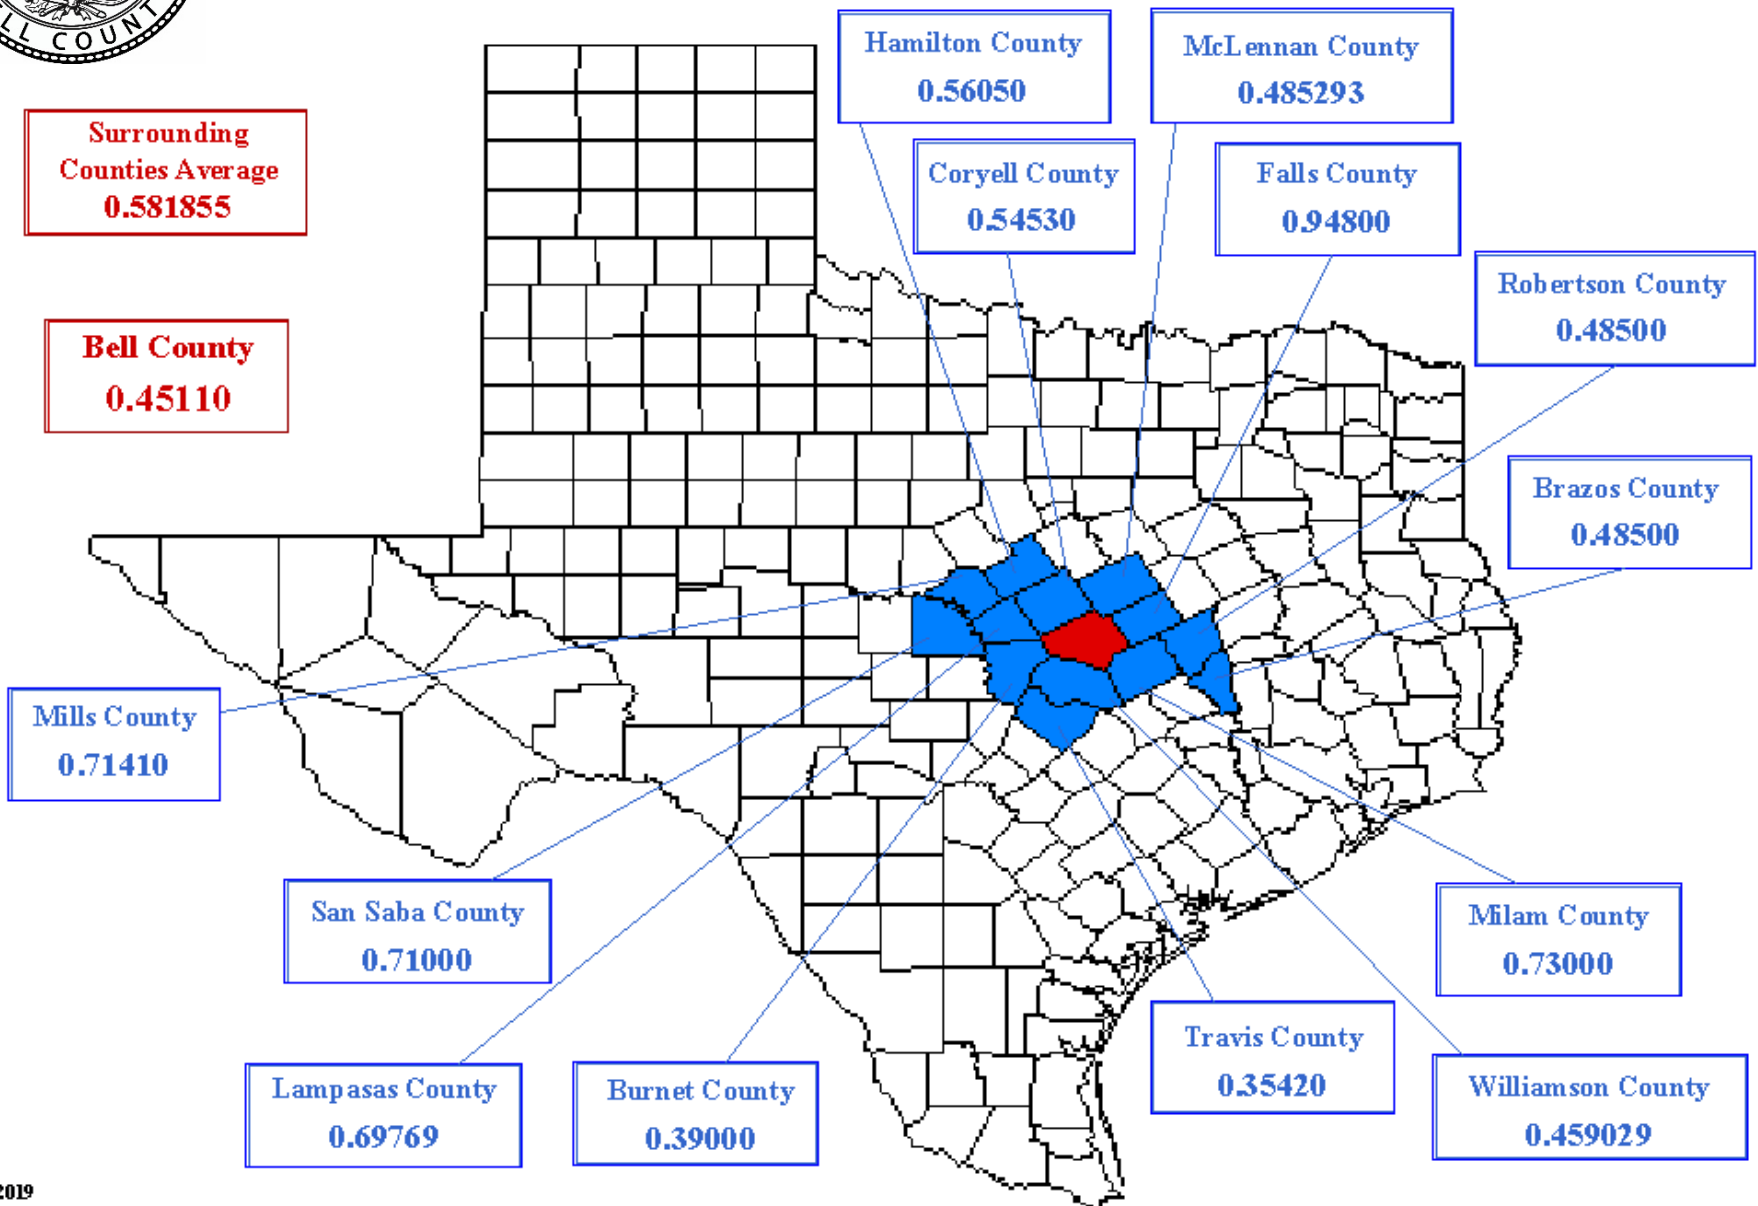 LL COUNT
Hamilton County
0.56050
McLennan County
0.485293
Surrounding
Counties Average
0.581855
Coryell County
0.54530
Falls County
0.94800
Robertson County
0.48500
Bell County
0.45110
Brazos County
0.48500
Mills County
0.71410
San Saba County
0.71000
Milam County
0.73000
Travis County
0.35420
Lampasas County
0.69769
Burnet County
0.39000
Williamson County
0.459029
2019